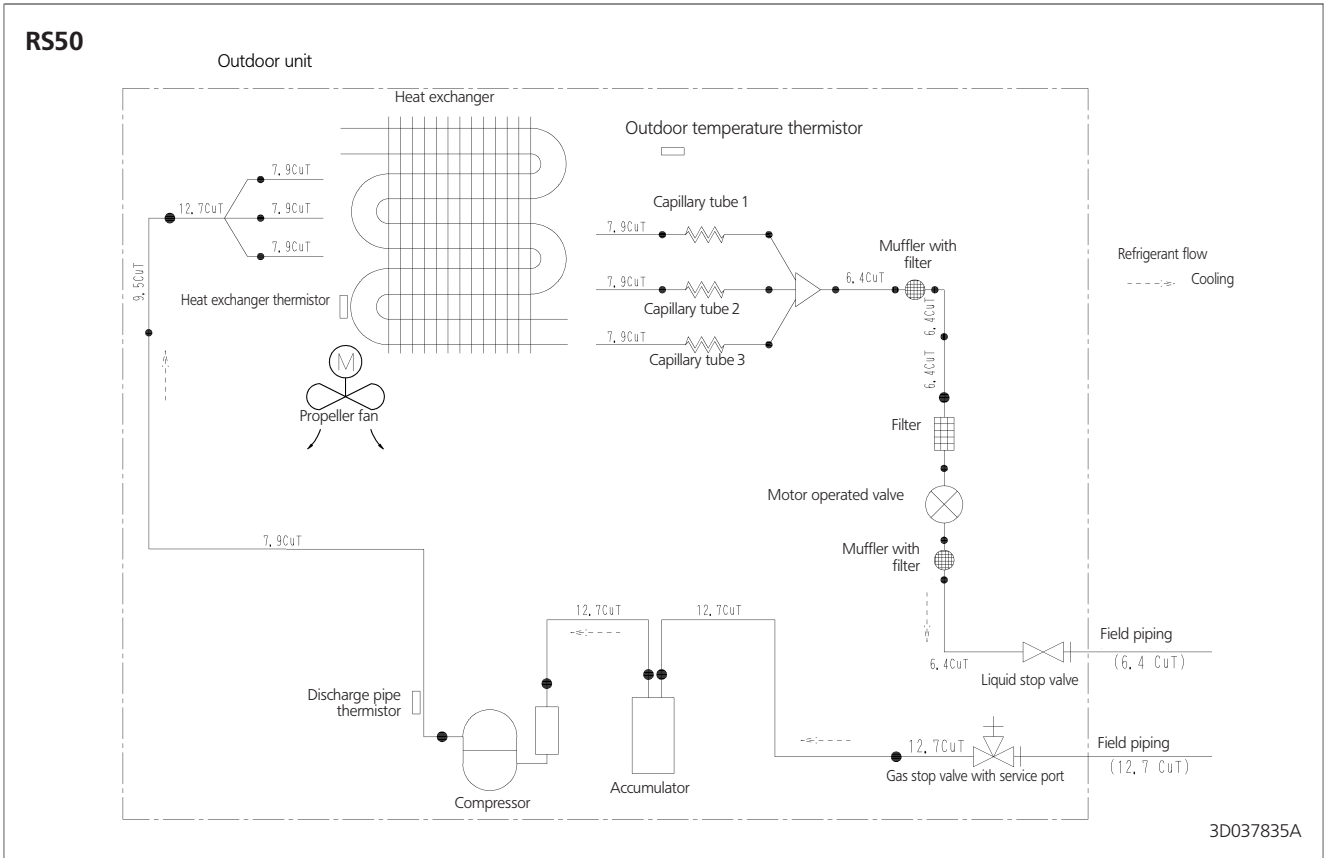 RS50
Outdoor unit
Heat exchanger
Outdoor temperature thermistor
7.9CuT
12.7CuT
7.9CuT
7.9CuT
9.5CuT
Heat exchanger thermistor
M
Propeller fan
Capillary tube 1
7.9CuT
7.9CuT
Capillary tube 2
7.9CuT
Capillary tube 3
6.4CuT
Muffler with
filter
6.4CuT
6.4CuT
Refrigerant flow
Cooling
Filter
Motor operated valve
Muffler with
filter
7.9CuT
12.7CuT
12.7CuT
6.4CuT
Liquid stop valve
Field piping
(6.4 CuT)
Discharge pipe
thermistor
Compressor
Accumulator
12.7CuT
Gas stop valve with service port
Field piping
(12.7 CuT)
3D037835A